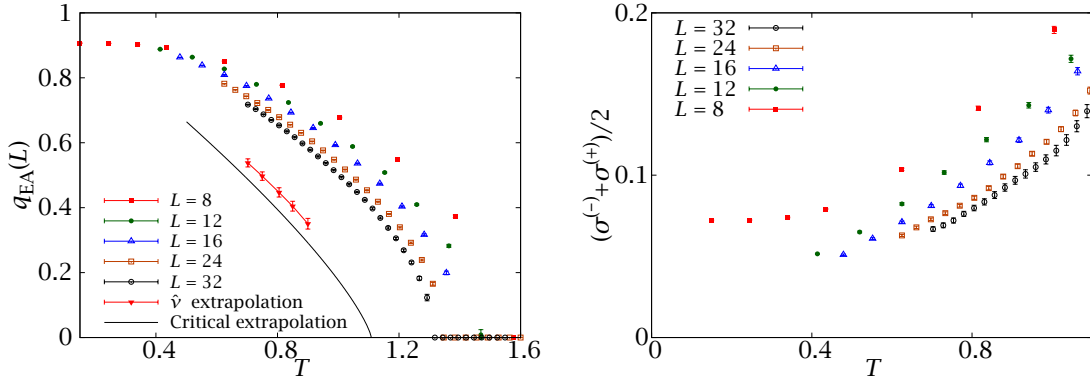 1
0.8
0.6
0.4
0.2
0
q_EA(L)
L = 8
L = 12
L = 16
L = 24
L = 32
ν̂ extrapolation
Critical extrapolation
0.4 0.8 1.2 1.6
T
0.2
0.1
0
(σ^(-)+σ^(+))/2
L = 32
L = 24
L = 16
L = 12
L = 8
0 0.4 0.8
T